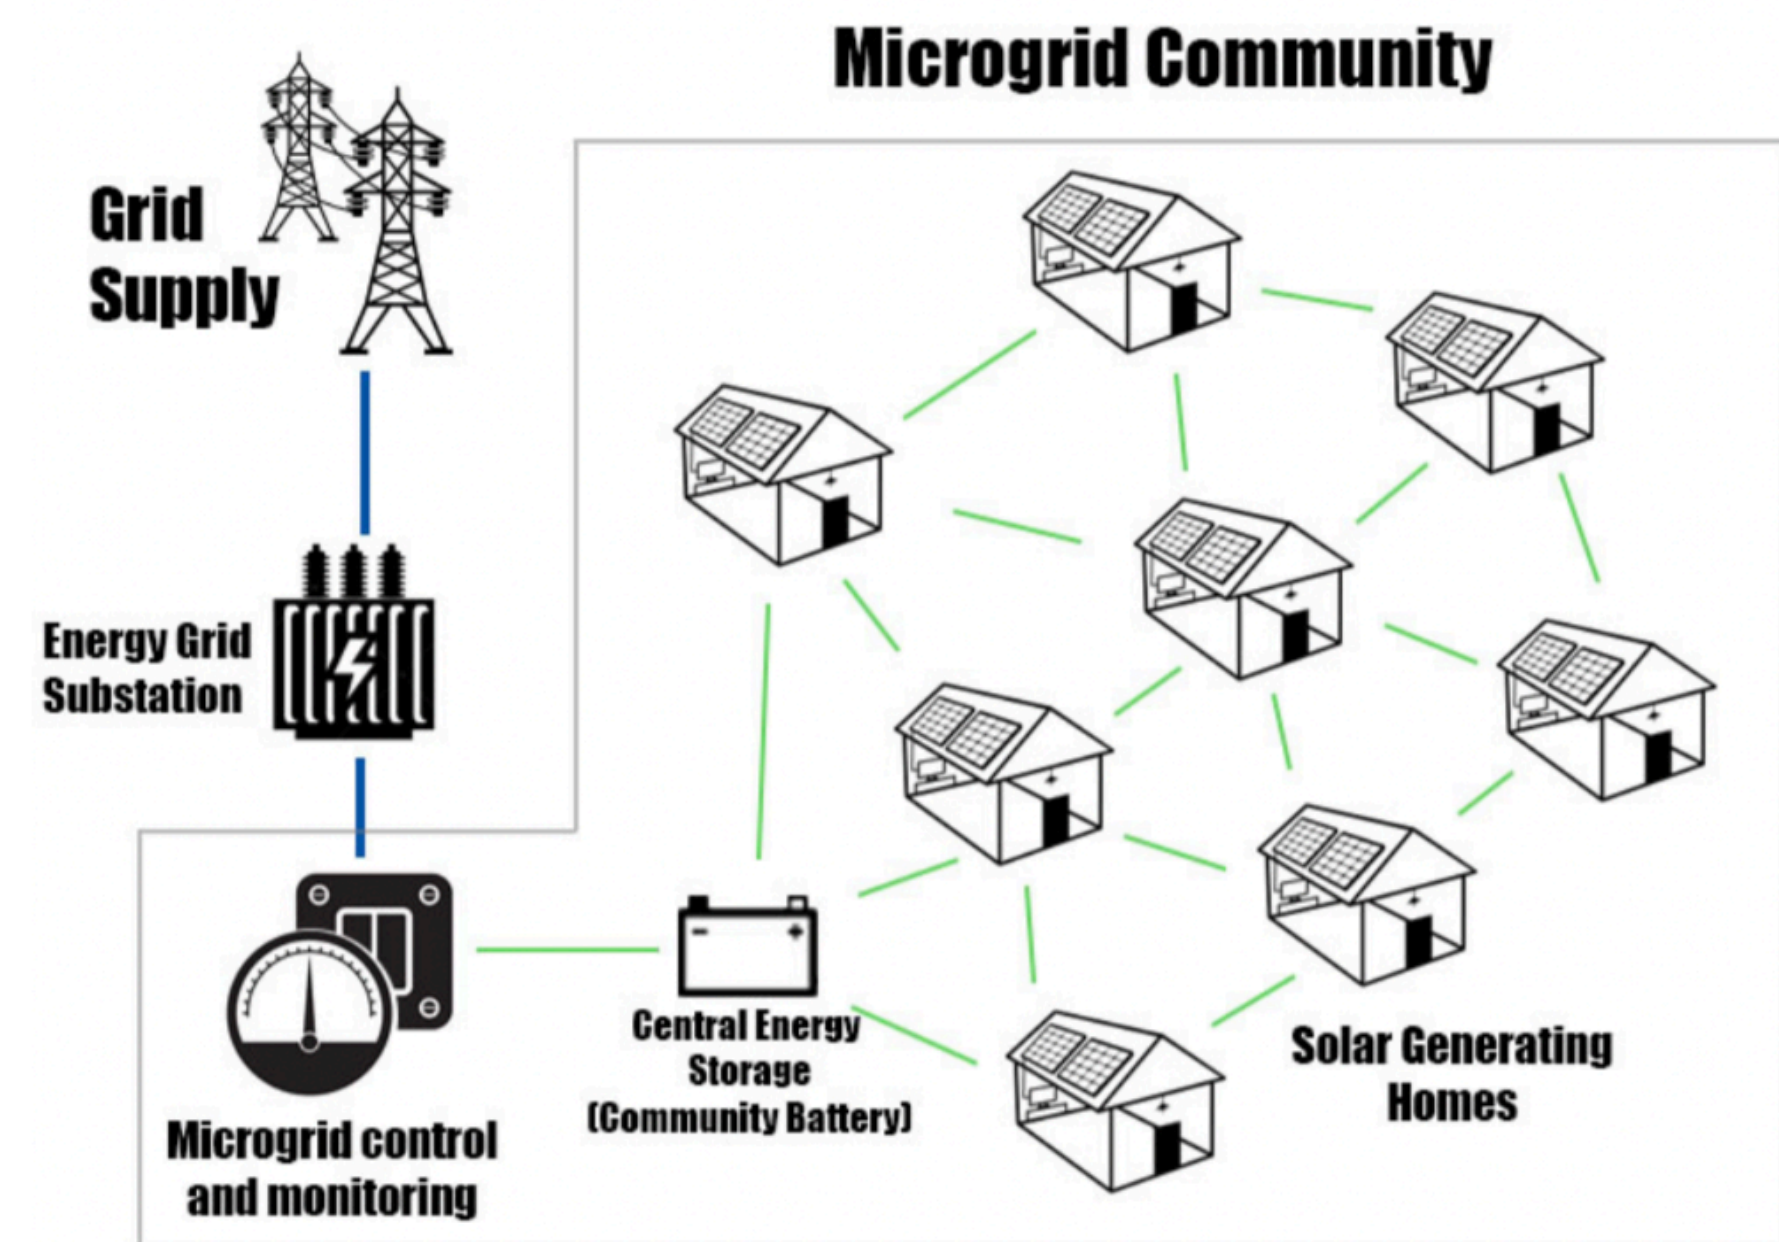 Microgrid Community
Grid
Supply
Energy Grid
Substation
Microgrid control
and monitoring
Central Energy
Storage
(Community Battery)
Solar Generating
Homes